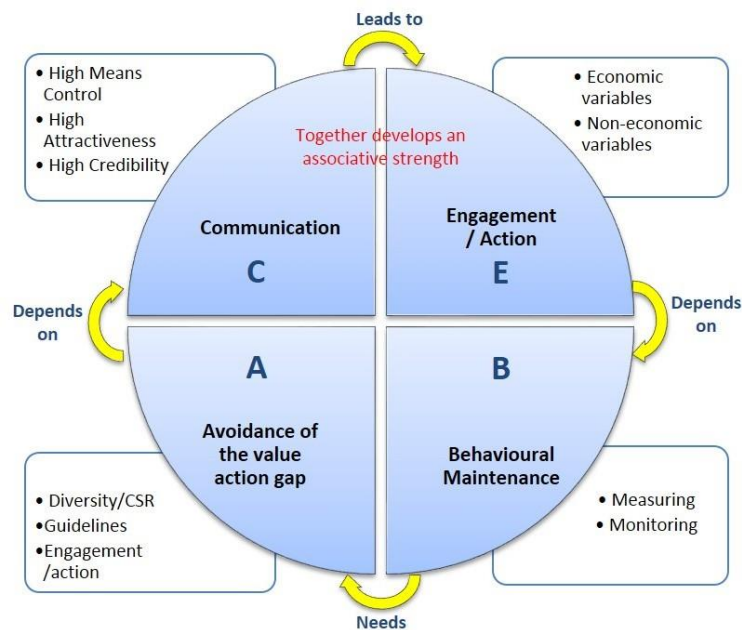 Leads to
• High Means
Control
• High
Attractiveness
• High Credibility
• Economic
variables
• Non-economic
variables
Together develops an
associative strength
Communication
C
Engagement
/ Action
E
Depends
on
Depends
on
A
Avoidance of
the value
action gap
B
Behavioural
Maintenance
• Diversity/CSR
•Guidelines
•Engagement
/action
• Measuring
• Monitoring
Needs